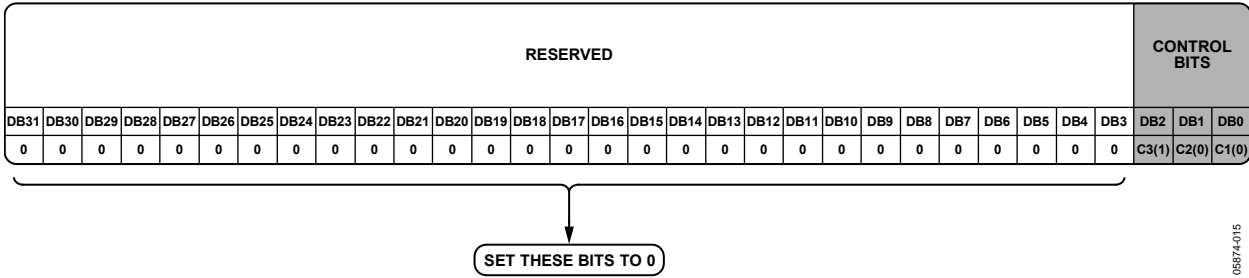 RESERVED
CONTROL
BITS
DB31 DB30 DB29 DB28 DB27 DB26 DB25 DB24 DB23 DB22 DB21 DB20 DB19 DB18 DB17 DB16 DB15 DB14 DB13 DB12 DB11 DB10 DB9 DB8 DB7 DB6 DB5 DB4 DB3 DB2 DB1 DB0
0 0 0 0 0 0 0 0 0 0 0 0 0 0 0 0 0 0 0 0 0 0 0 0 0 0 0 0 0 C3(1) C2(0) C1(0)
SET THESE BITS TO 0
05874-015